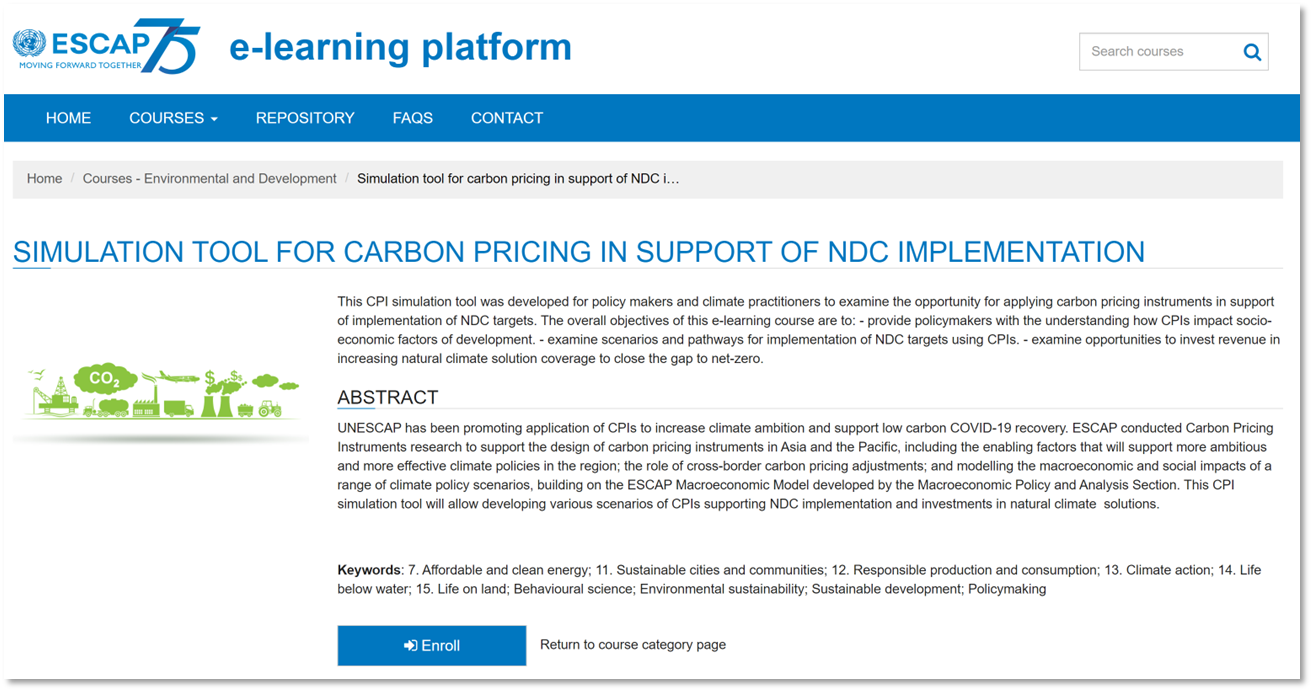 ESCAP 75
MOVING FORWARD TOGETHER
e-learning platform
Search courses
HOME COURSES REPOSITORY FAQS CONTACT
Home / Courses - Environmental and Development / Simulation tool for carbon pricing in support of NDC i…
SIMULATION TOOL FOR CARBON PRICING IN SUPPORT OF NDC IMPLEMENTATION
This CPI simulation tool was developed for policy makers and climate practitioners to examine the opportunity for applying carbon pricing instruments in support
of implementation of NDC targets. The overall objectives of this e-learning course are to: - provide policymakers with the understanding how CPIs impact socio-
economic factors of development. - examine scenarios and pathways for implementation of NDC targets using CPIs. - examine opportunities to invest revenue in
increasing natural climate solution coverage to close the gap to net-zero.
CO2
$ $ $
ABSTRACT
UNESCAP has been promoting application of CPIs to increase climate ambition and support low carbon COVID-19 recovery. ESCAP conducted Carbon Pricing
Instruments research to support the design of carbon pricing instruments in Asia and the Pacific, including the enabling factors that will support more ambitious
and more effective climate policies in the region; the role of cross-border carbon pricing adjustments; and modelling the macroeconomic and social impacts of a
range of climate policy scenarios, building on the ESCAP Macroeconomic Model developed by the Macroeconomic Policy and Analysis Section. This CPI
simulation tool will allow developing various scenarios of CPIs supporting NDC implementation and investments in natural climate solutions.
Keywords: 7. Affordable and clean energy; 11. Sustainable cities and communities; 12. Responsible production and consumption; 13. Climate action; 14. Life
below water; 15. Life on land; Behavioural science; Environmental sustainability; Sustainable development; Policymaking
Enroll
Return to course category page